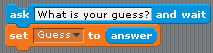 ask What is your guess? and wait
set Guess to answer